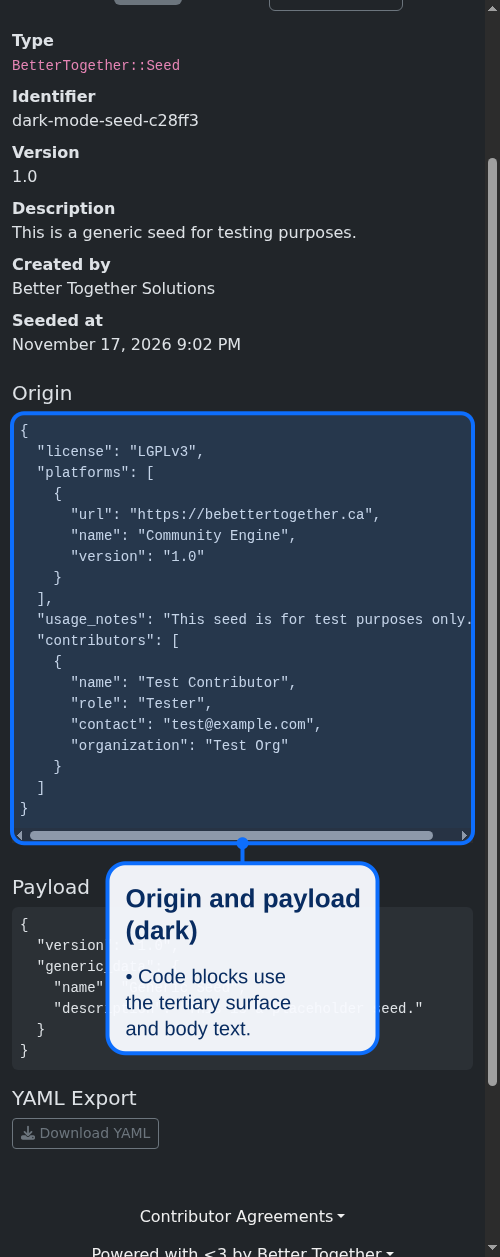 Type
BetterTogether::Seed
Identifier
dark-mode-seed-c28ff3
Version
1.0
Description
This is a generic seed for testing purposes.
Created by
Better Together Solutions
Seeded at
November 17, 2026 9:02 PM
Origin
{
  "license": "LGPLv3",
  "platforms": [
    {
      "url": "https://bebettertogether.ca",
      "name": "Community Engine",
      "version": "1.0"
    }
  ],
  "usage_notes": "This seed is for test purposes only.
  "contributors": [
    {
      "name": "Test Contributor",
      "role": "Tester",
      "contact": "test@example.com",
      "organization": "Test Org"
    }
  ]
}
Origin and payload
(dark)
• Code blocks use
the tertiary surface
and body text.
Payload
{
  "version
  "generic
    "name"
    "descr seed."
  }
}
YAML Export
Download YAML
Contributor Agreements
Powered with <3 by Better Together